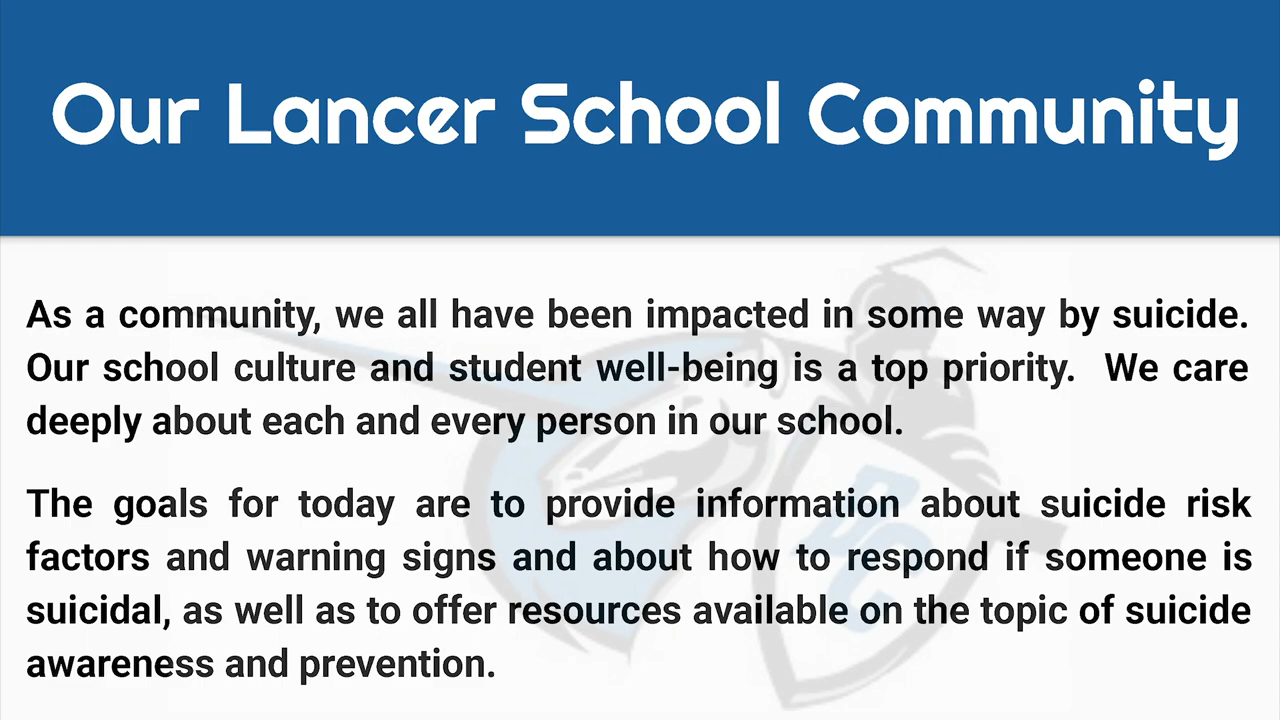 Our Lancer School Community
As a community, we all have been impacted in some way by suicide.
Our school culture and student well-being is a top priority.  We care
deeply about each and every person in our school.
The goals for today are to provide information about suicide risk
factors and warning signs and about how to respond if someone is
suicidal, as well as to offer resources available on the topic of suicide
awareness and prevention.